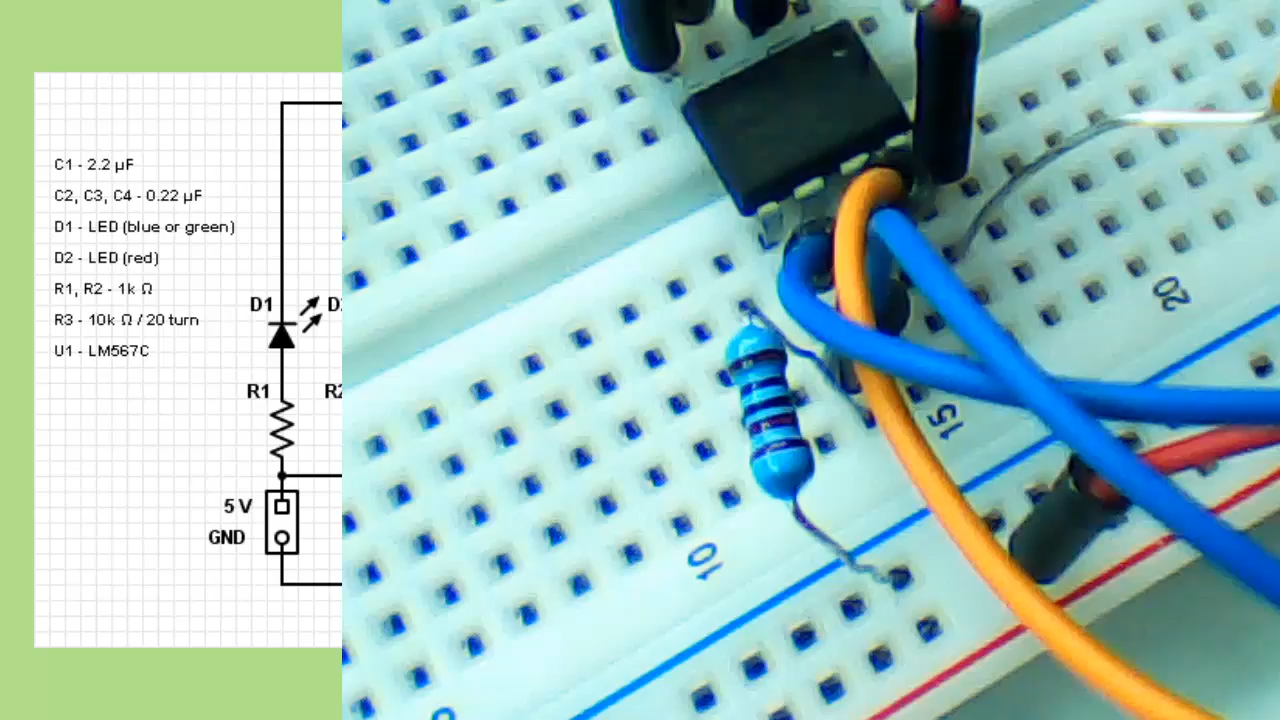 C1 - 2.2 µF
C2, C3, C4 - 0.22 µF
D1 - LED (blue or green)
D2 - LED (red)
R1, R2 - 1k Ω
R3 - 10k Ω / 20 turn
U1 - LM567C
D1
R1
5 V
GND
20
15
10